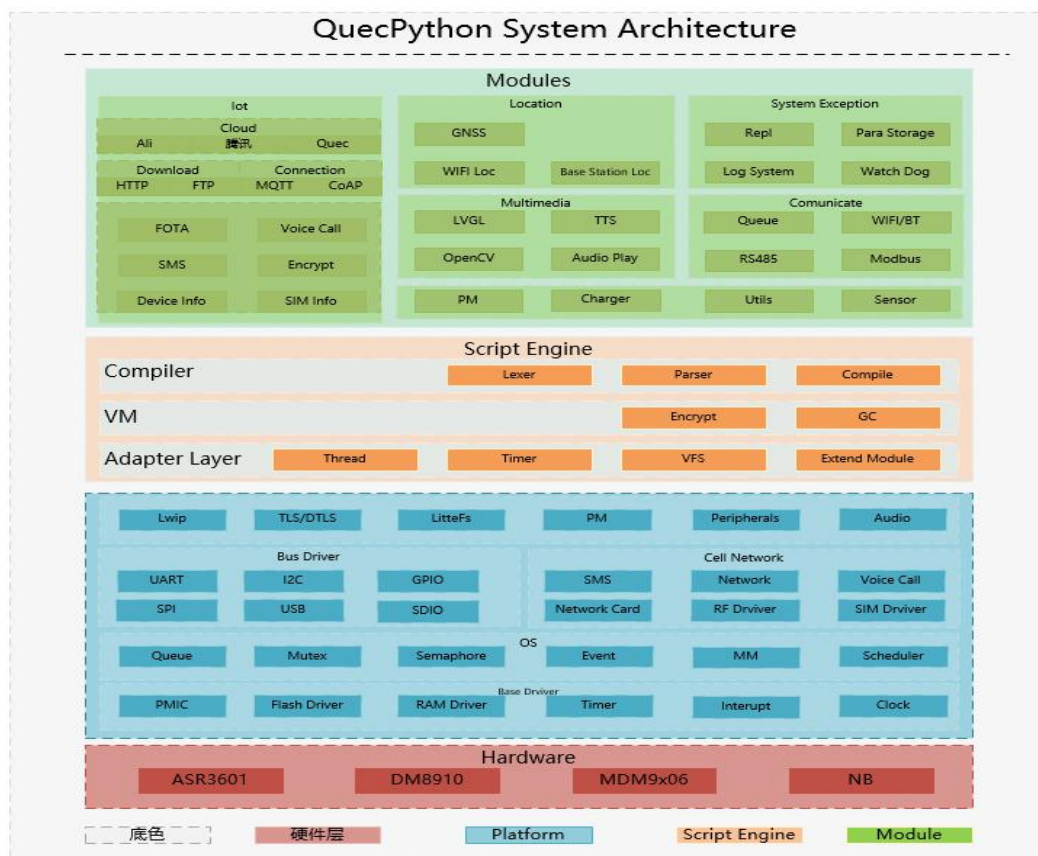 QuecPython System Architecture
Modules
Iot
Cloud
Ali 腾讯 Quec
Download Connection
HTTP FTP MQTT CoAP
FOTA Voice Call
SMS Encrypt
Device Info SIM Info
Location
GNSS
WIFI Loc Base Station Loc
System Exception
Repl Para Storage
Log System Watch Dog
Multimedia
LVGL TTS
OpenCV Audio Play
Comunicate
Queue WIFI/BT
RS485 Modbus
PM Charger Utils Sensor
Script Engine
Compiler Lexer Parser Compile
VM Encrypt GC
Adapter Layer Thread Timer VFS Extend Module
Lwip TLS/DTLS LitteFs PM Peripherals Audio
Bus Driver
UART I2C GPIO
SPI USB SDIO
Cell Network
SMS Network Voice Call
Network Card RF Drviver SIM Drviver
OS
Queue Mutex Semaphore Event MM Scheduler
Base Drviver
PMIC Flash Driver RAM Driver Timer Interupt Clock
Hardware
ASR3601 DM8910 MDM9x06 NB
底色 硬件层 Platform Script Engine Module